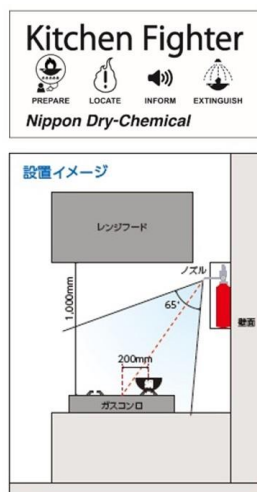 Kitchen Fighter
PREPARE
LOCATE
INFORM
EXTINGUISH
Nippon Dry-Chemical
設置イメージ
レンジフード
ノズル
65°
1,000mm
壁面
200mm
鍋
ガスコンロ